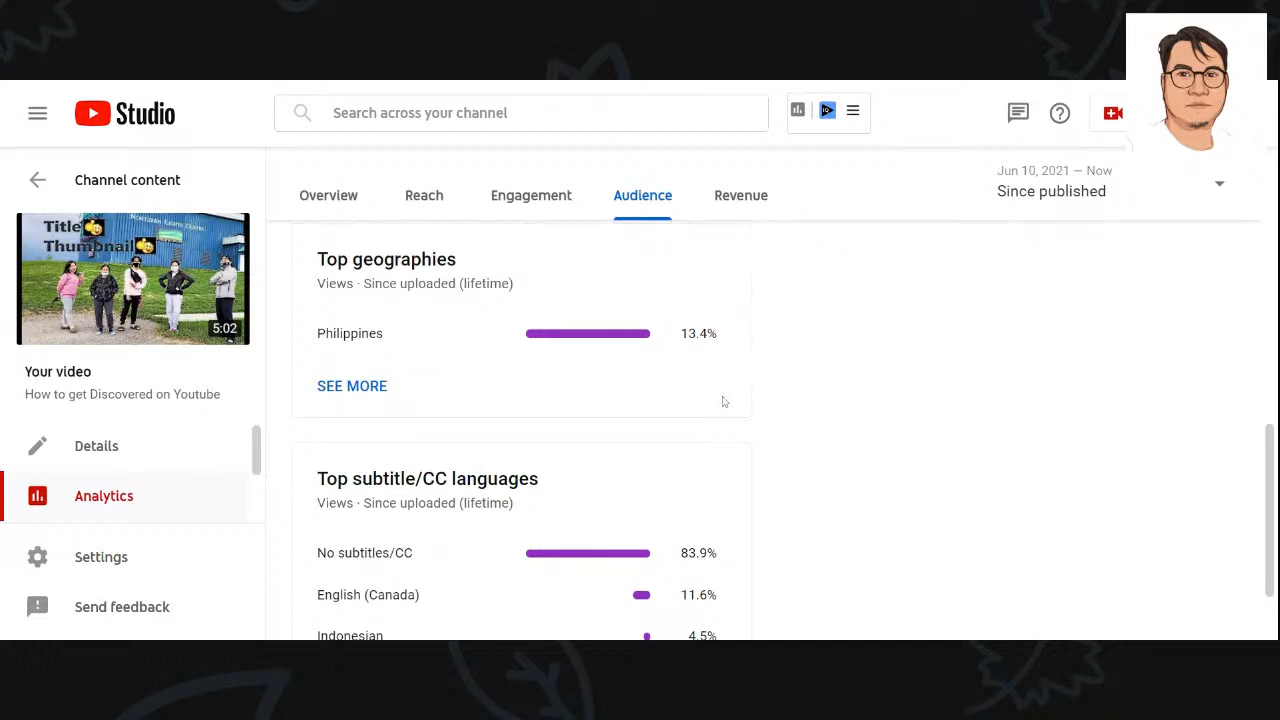 Studio
Search across your channel
Channel content
Jun 10, 2021 — Now
Since published
Overview
Reach
Engagement
Audience
Revenue
Title
Thumbnail
5:02
Top geographies
Views · Since uploaded (lifetime)
Philippines 13.4%
SEE MORE
Your video
How to get Discovered on Youtube
Details
Analytics
Settings
Send feedback
Top subtitle/CC languages
Views · Since uploaded (lifetime)
No subtitles/CC 83.9%
English (Canada) 11.6%
Indonesian 4.5%